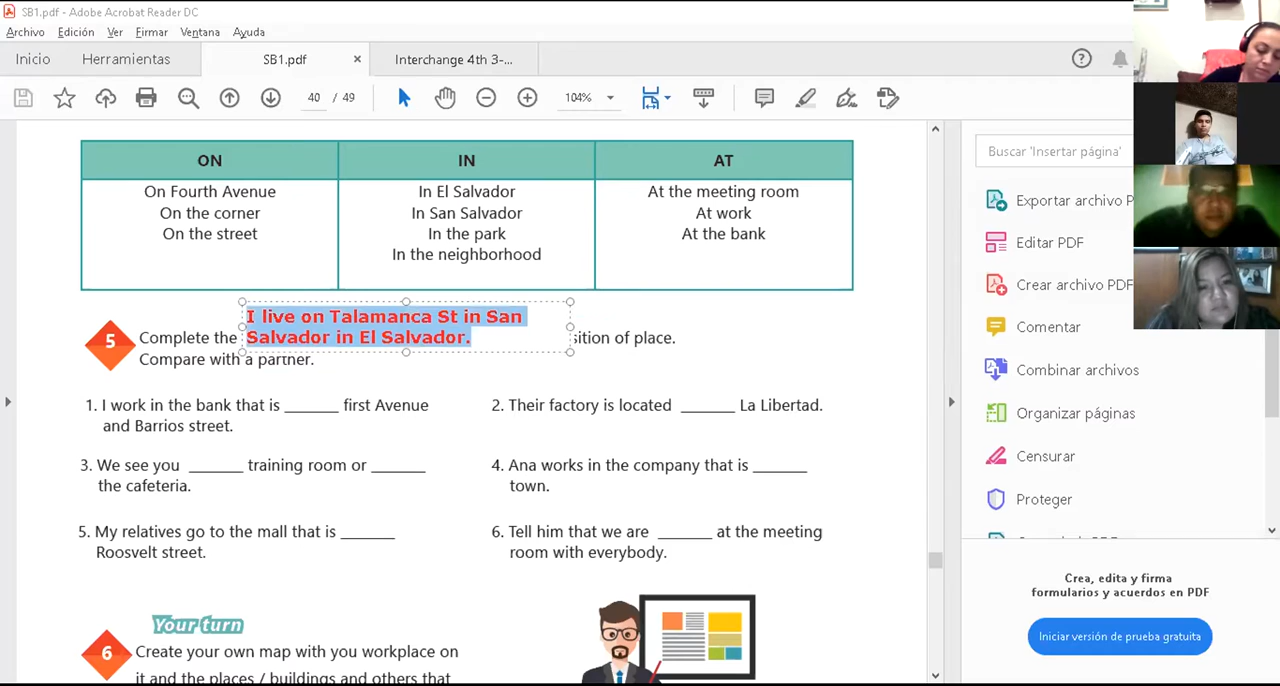 SB1.pdf - Adobe Acrobat Reader DC
Archivo Edición Ver Firmar Ventana Ayuda
Inicio Herramientas SB1.pdf × Interchange 4th 3-...
40 / 49 104%
ON IN AT
On Fourth Avenue In El Salvador At the meeting room
On the corner In San Salvador At work
On the street In the park At the bank
In the neighborhood
I live on Talamanca St in San
Salvador in El Salvador.
5 Complete the sition of place.
Compare with a partner.
1. I work in the bank that is ______ first Avenue
and Barrios street.
2. Their factory is located ______ La Libertad.
3. We see you ______ training room or ______
the cafeteria.
4. Ana works in the company that is ______
town.
5. My relatives go to the mall that is ______
Roosvelt street.
6. Tell him that we are ______ at the meeting
room with everybody.
Your turn
6 Create your own map with you workplace on
it and the places / buildings and others that
Buscar 'Insertar página'
Exportar archivo P
Editar PDF
Crear archivo PDF
Comentar
Combinar archivos
Organizar páginas
Censurar
Proteger
Crea, edita y firma
formularios y acuerdos en PDF
Iniciar versión de prueba gratuita